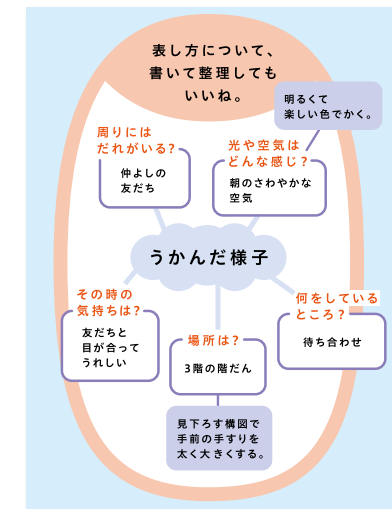 表し方について、
書いて整理しても
いいね。
明るくて
楽しい色でかく。
周りには
だれがいる?
仲よしの
友だち
光や空気は
どんな感じ?
朝のさわやかな
空気
うかんだ様子
その時の
気持ちは?
友だちと
目が合って
うれしい
場所は?
3階の階だん
何をしている
ところ?
待ち合わせ
見下ろす構図で
手前の手すりを
太く大きくする。